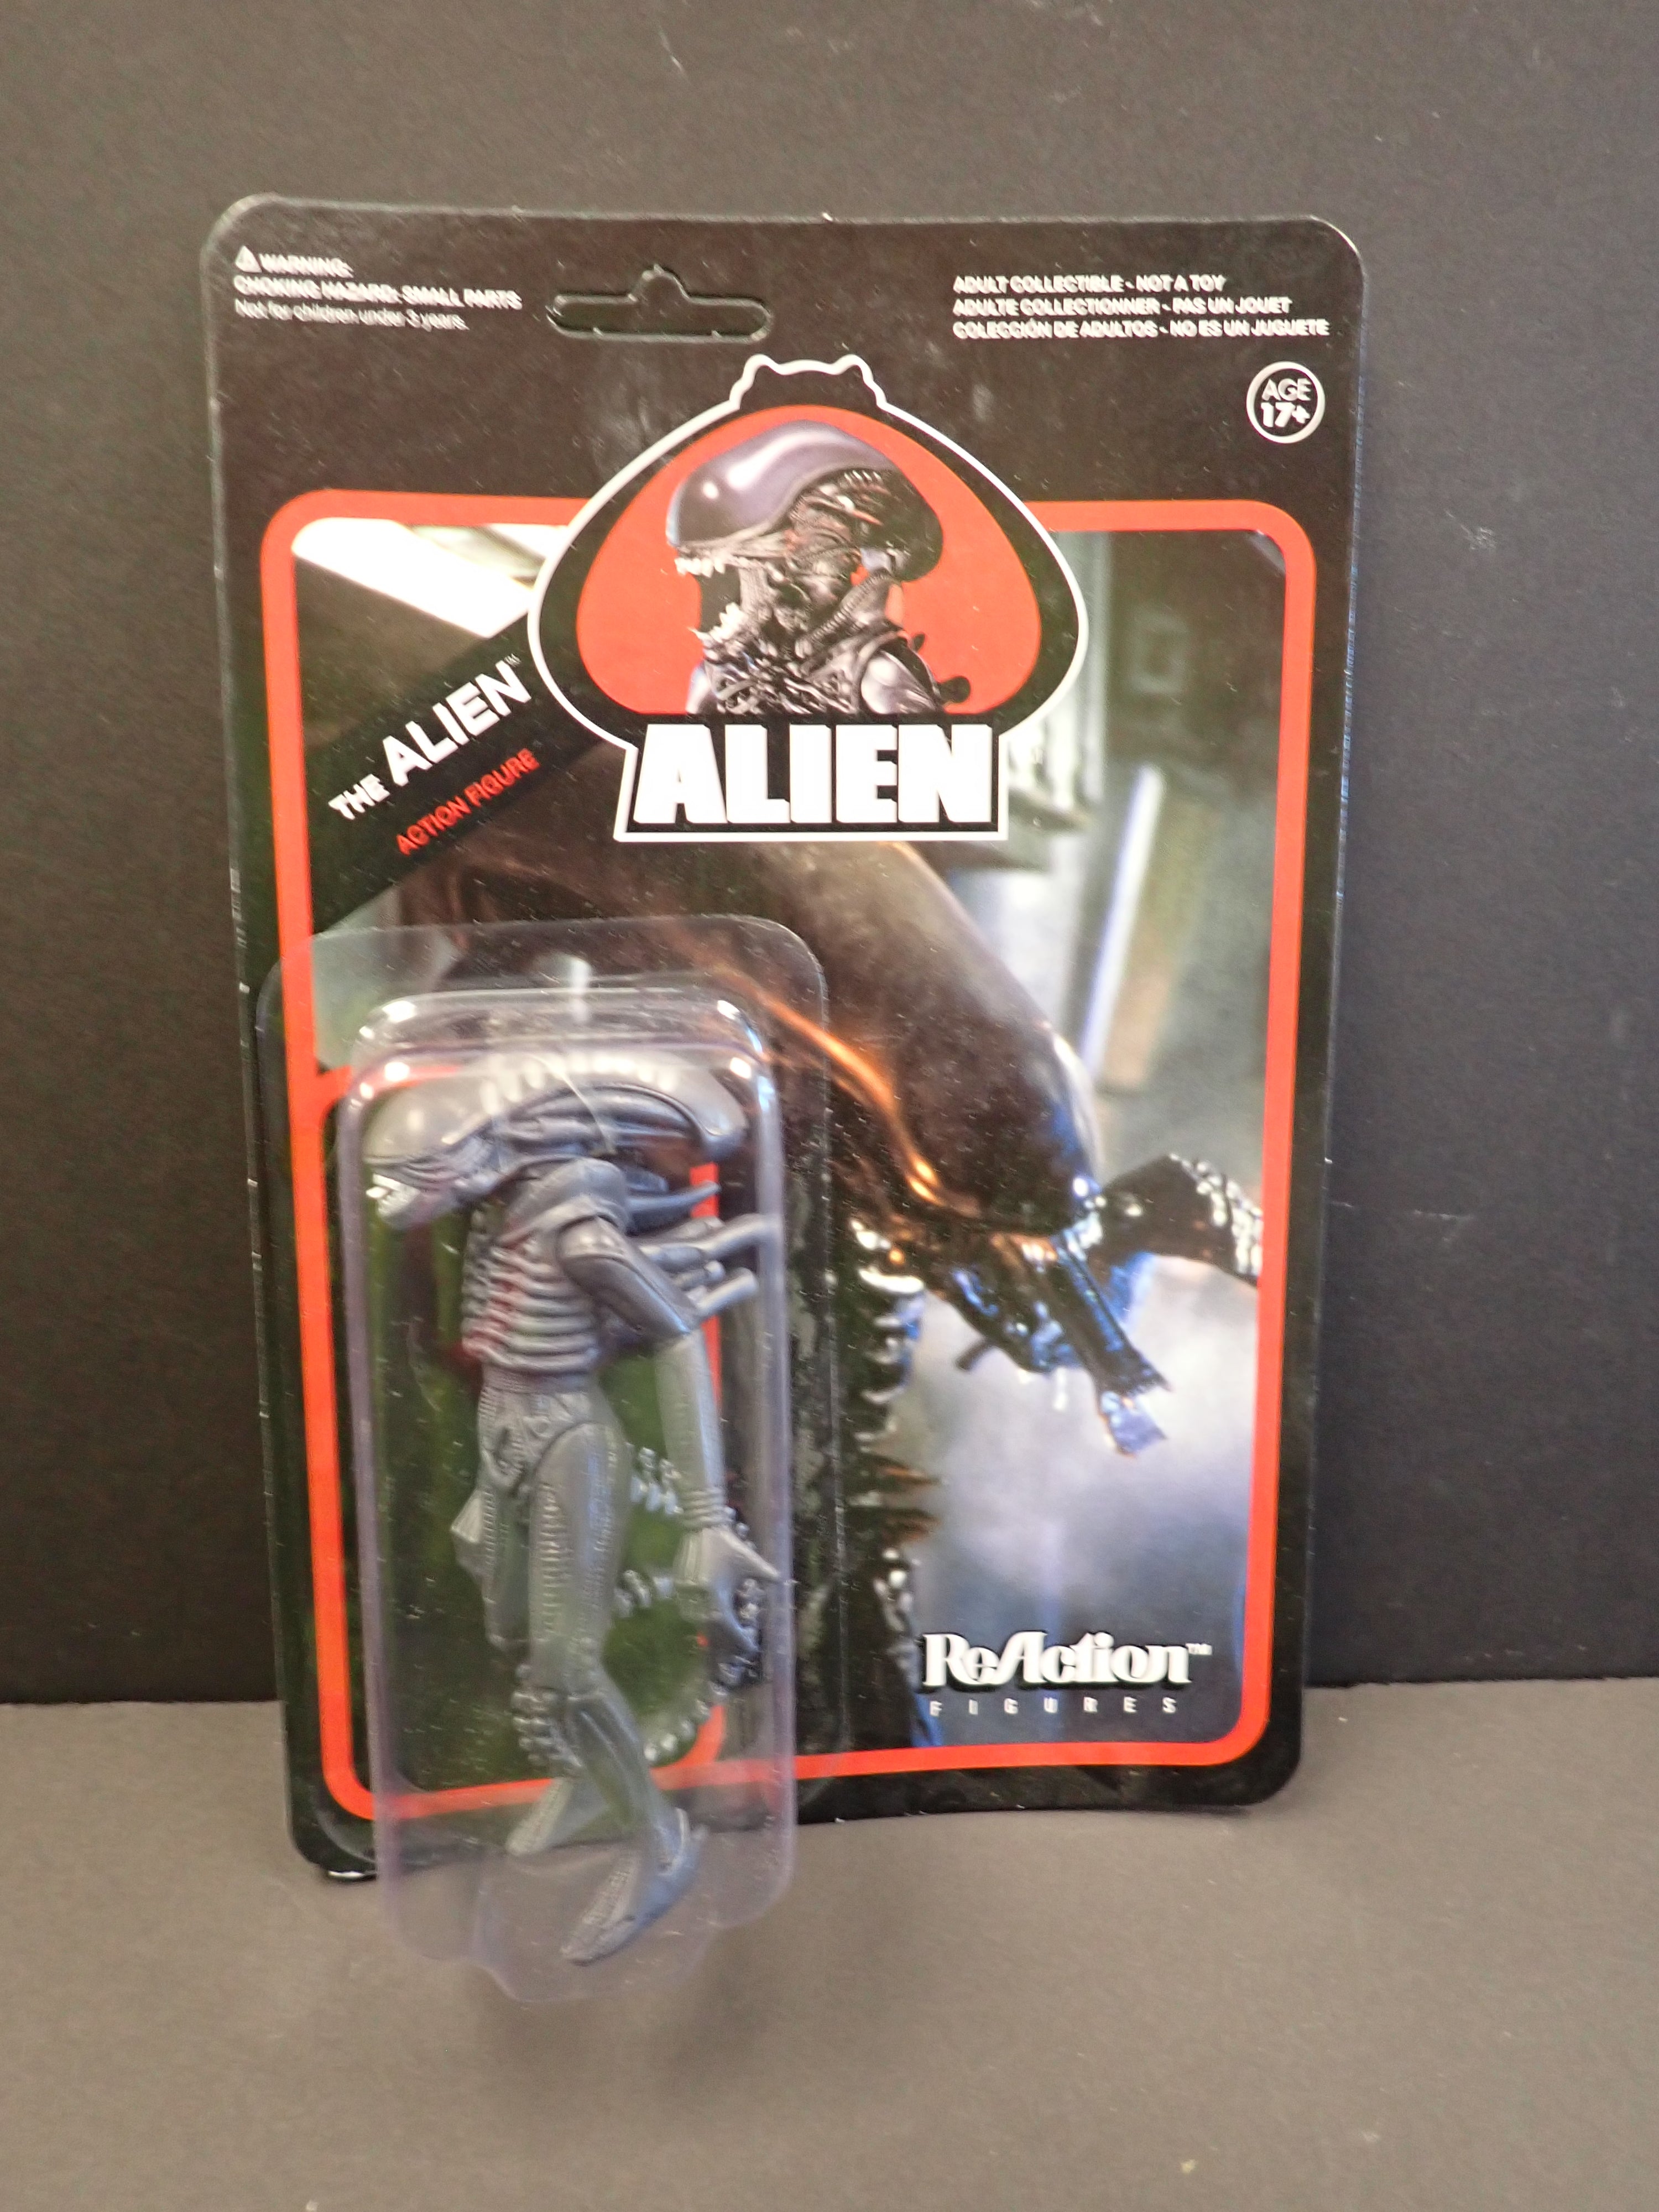 ⚠ WARNING:
CHOKING HAZARD: SMALL PARTS
Not for children under 3 years.
ADULT COLLECTIBLE - NOT A TOY
ADULTE COLLECTIONNER - PAS UN JOUET
COLECCIÓN DE ADULTOS - NO ES UN JUGUETE
AGE
17+
THE ALIEN™
ACTION FIGURE
ALIEN
ReAction™
FIGURES